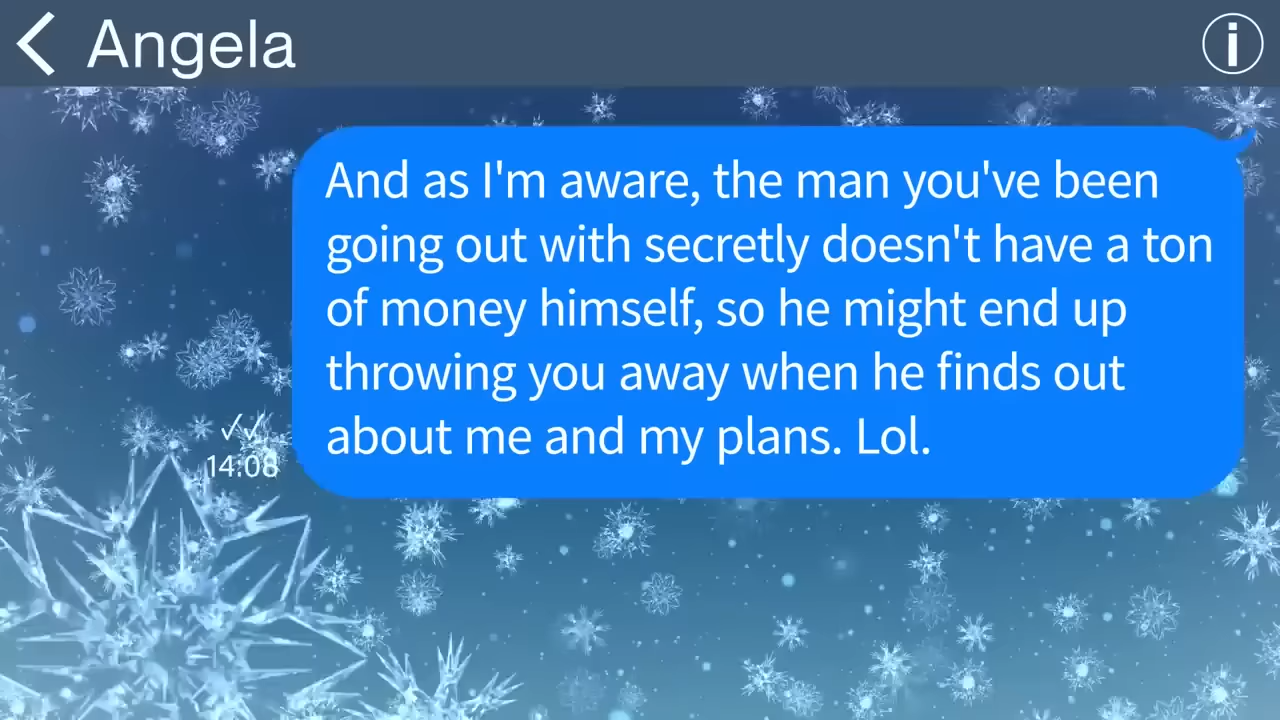 Angela
i
And as I'm aware, the man you've been
going out with secretly doesn't have a ton
of money himself, so he might end up
throwing you away when he finds out
about me and my plans. Lol.
14:08